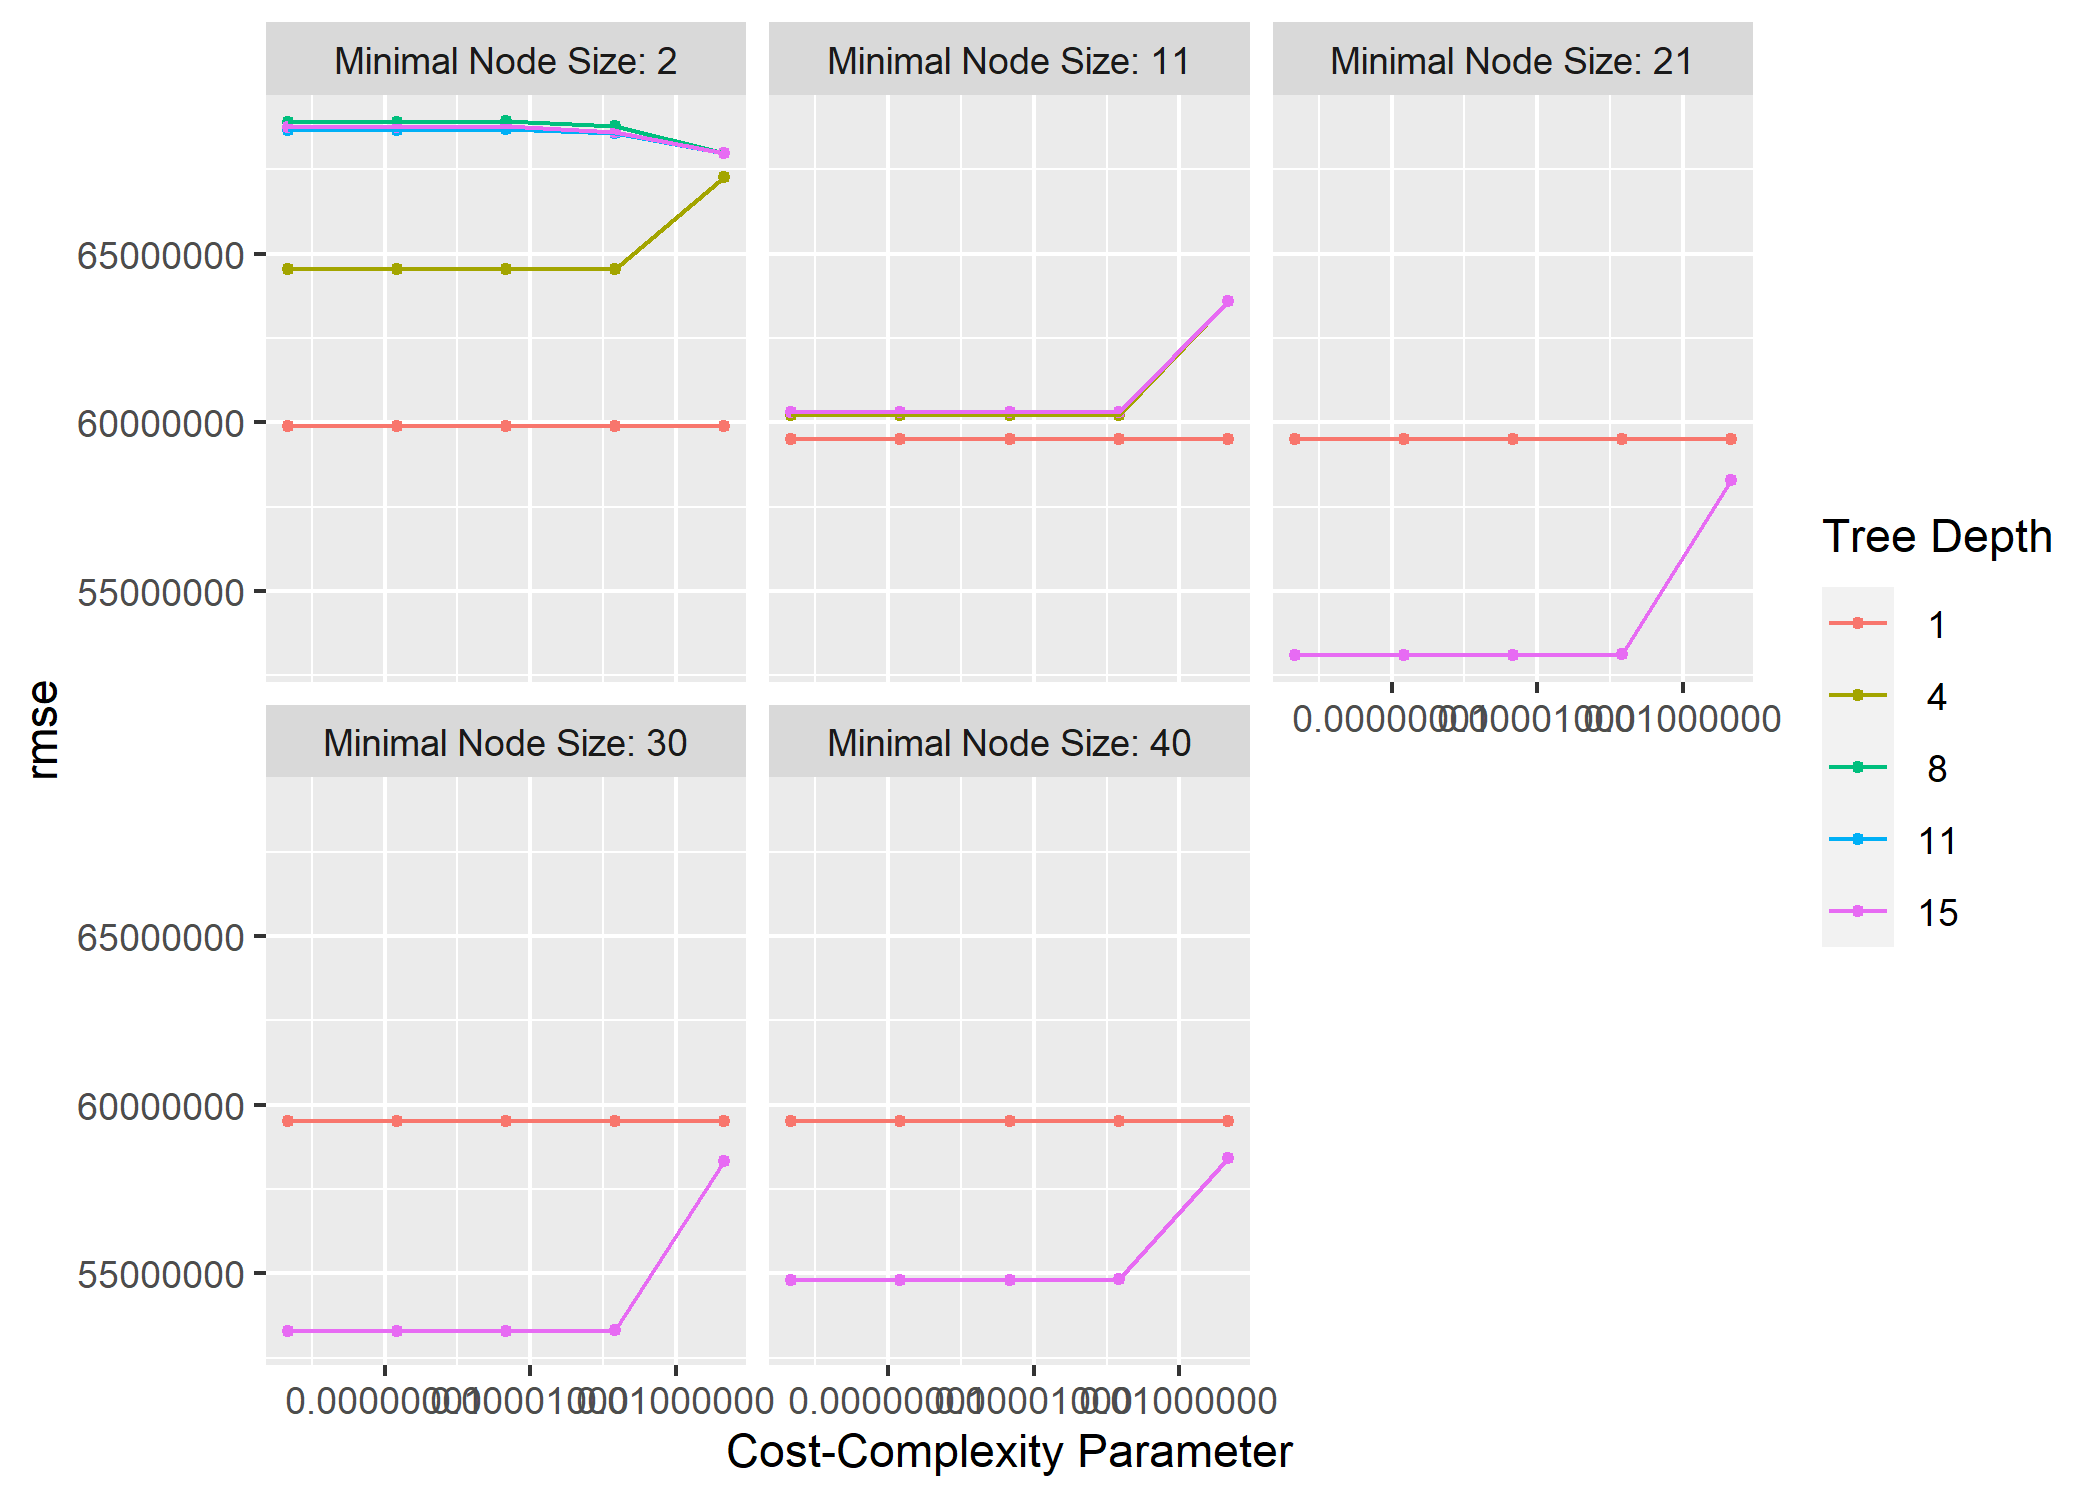 Minimal Node Size: 2
Minimal Node Size: 11
Minimal Node Size: 21
65000000
60000000
55000000
Minimal Node Size: 30
Minimal Node Size: 40
65000000
60000000
55000000
rmse
Cost-Complexity Parameter
Tree Depth
1
4
8
11
15